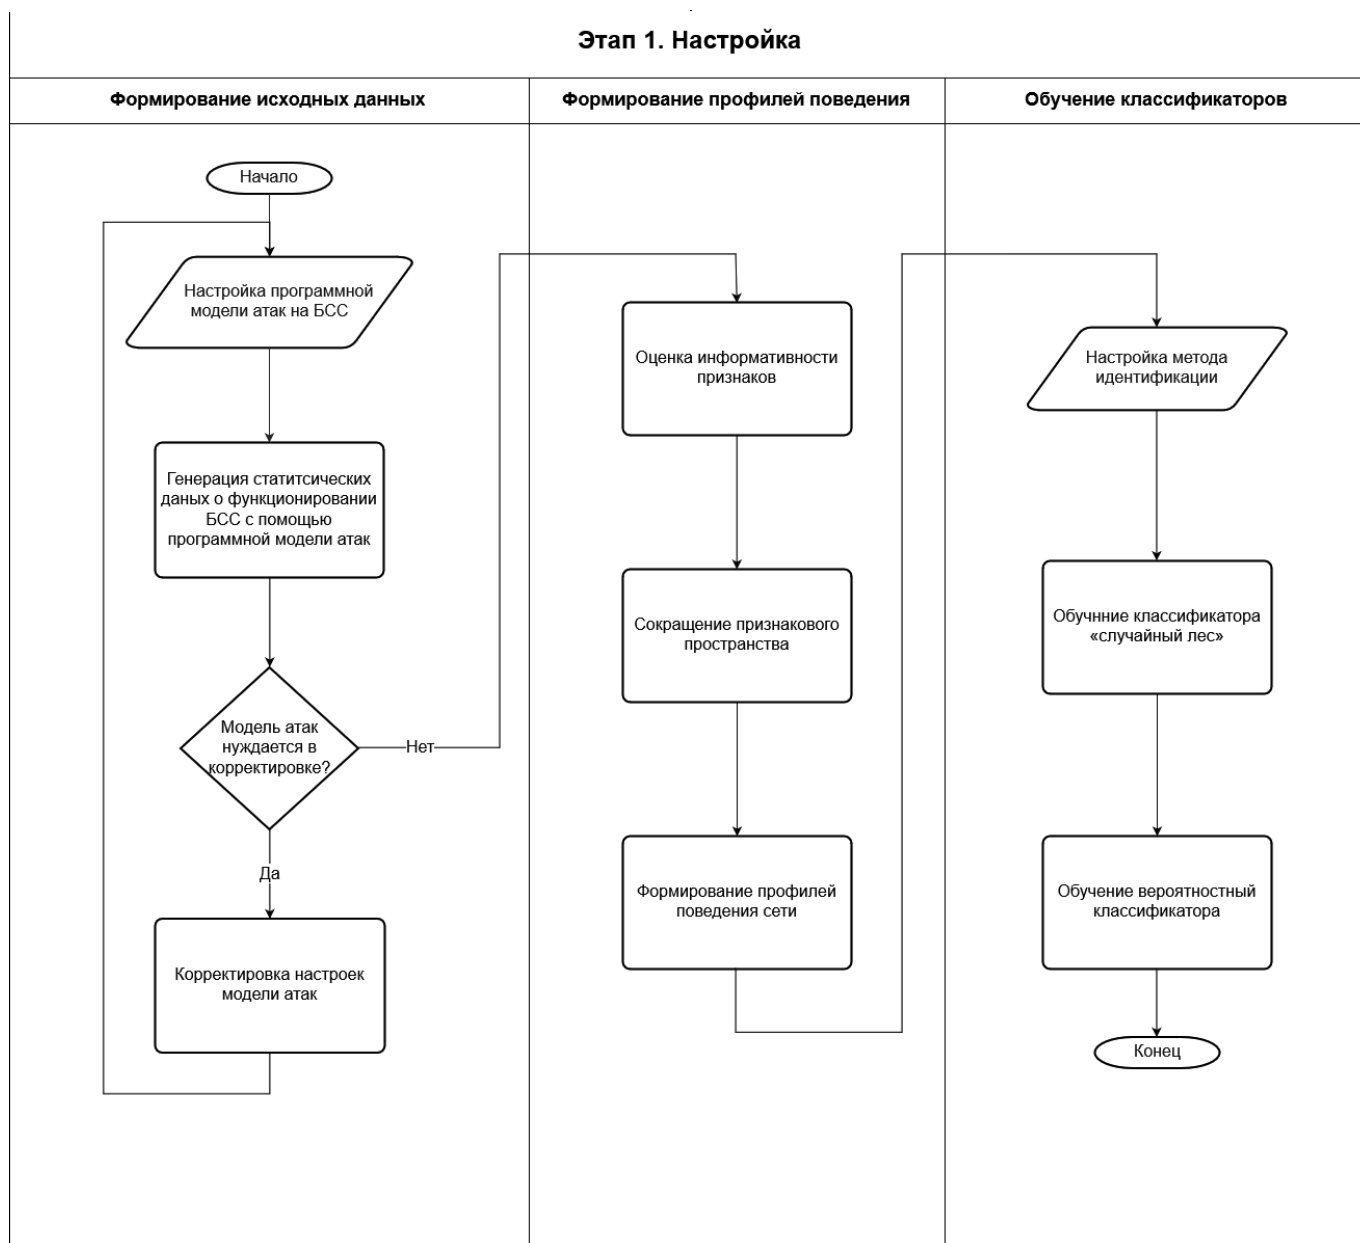 Этап 1. Настройка
Формирование исходных данных
Формирование профилей поведения
Обучение классификаторов
Начало
Настройка программной
модели атак на БСС
Генерация статитсических
даных о функционировании
БСС с помощью
программной модели атак
Модель атак
нуждается в
корректировке?
Нет
Да
Корректировка настроек
модели атак
Оценка информативности
признаков
Сокращение признакового
пространства
Формирование профилей
поведения сети
Настройка метода
идентификации
Обучнние классификатора
«случайный лес»
Обучение вероятностный
классификатора
Конец